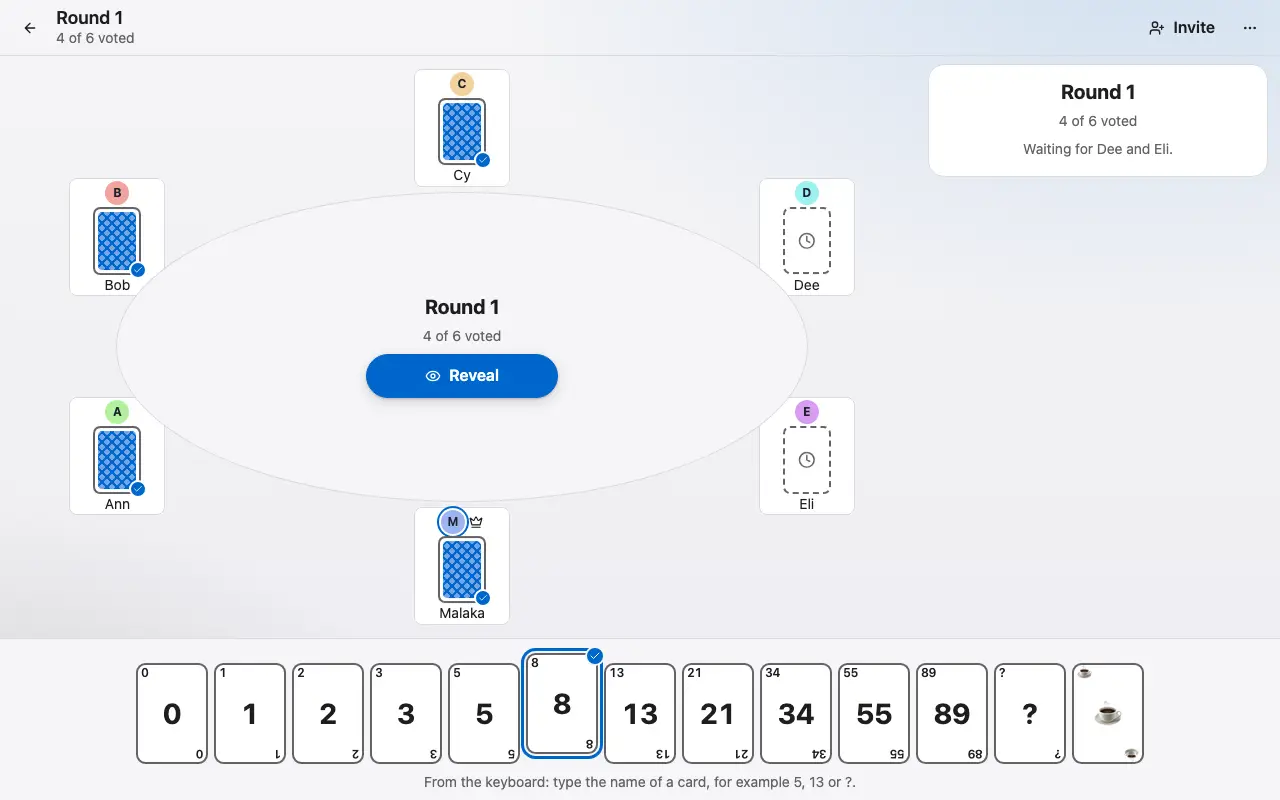 Round 1
4 of 6 voted
Invite
C
Cy
Round 1
4 of 6 voted
Waiting for Dee and Eli.
B
Bob
D
Dee
Round 1
4 of 6 voted
Reveal
A
Ann
E
Eli
M
Malaka
0 0 0
1 1 1
2 2 2
3 3 3
5 5 5
8 8 8
13 13 13
21 21 21
34 34 34
55 55 55
89 89 89
? ? ?
From the keyboard: type the name of a card, for example 5, 13 or ?.